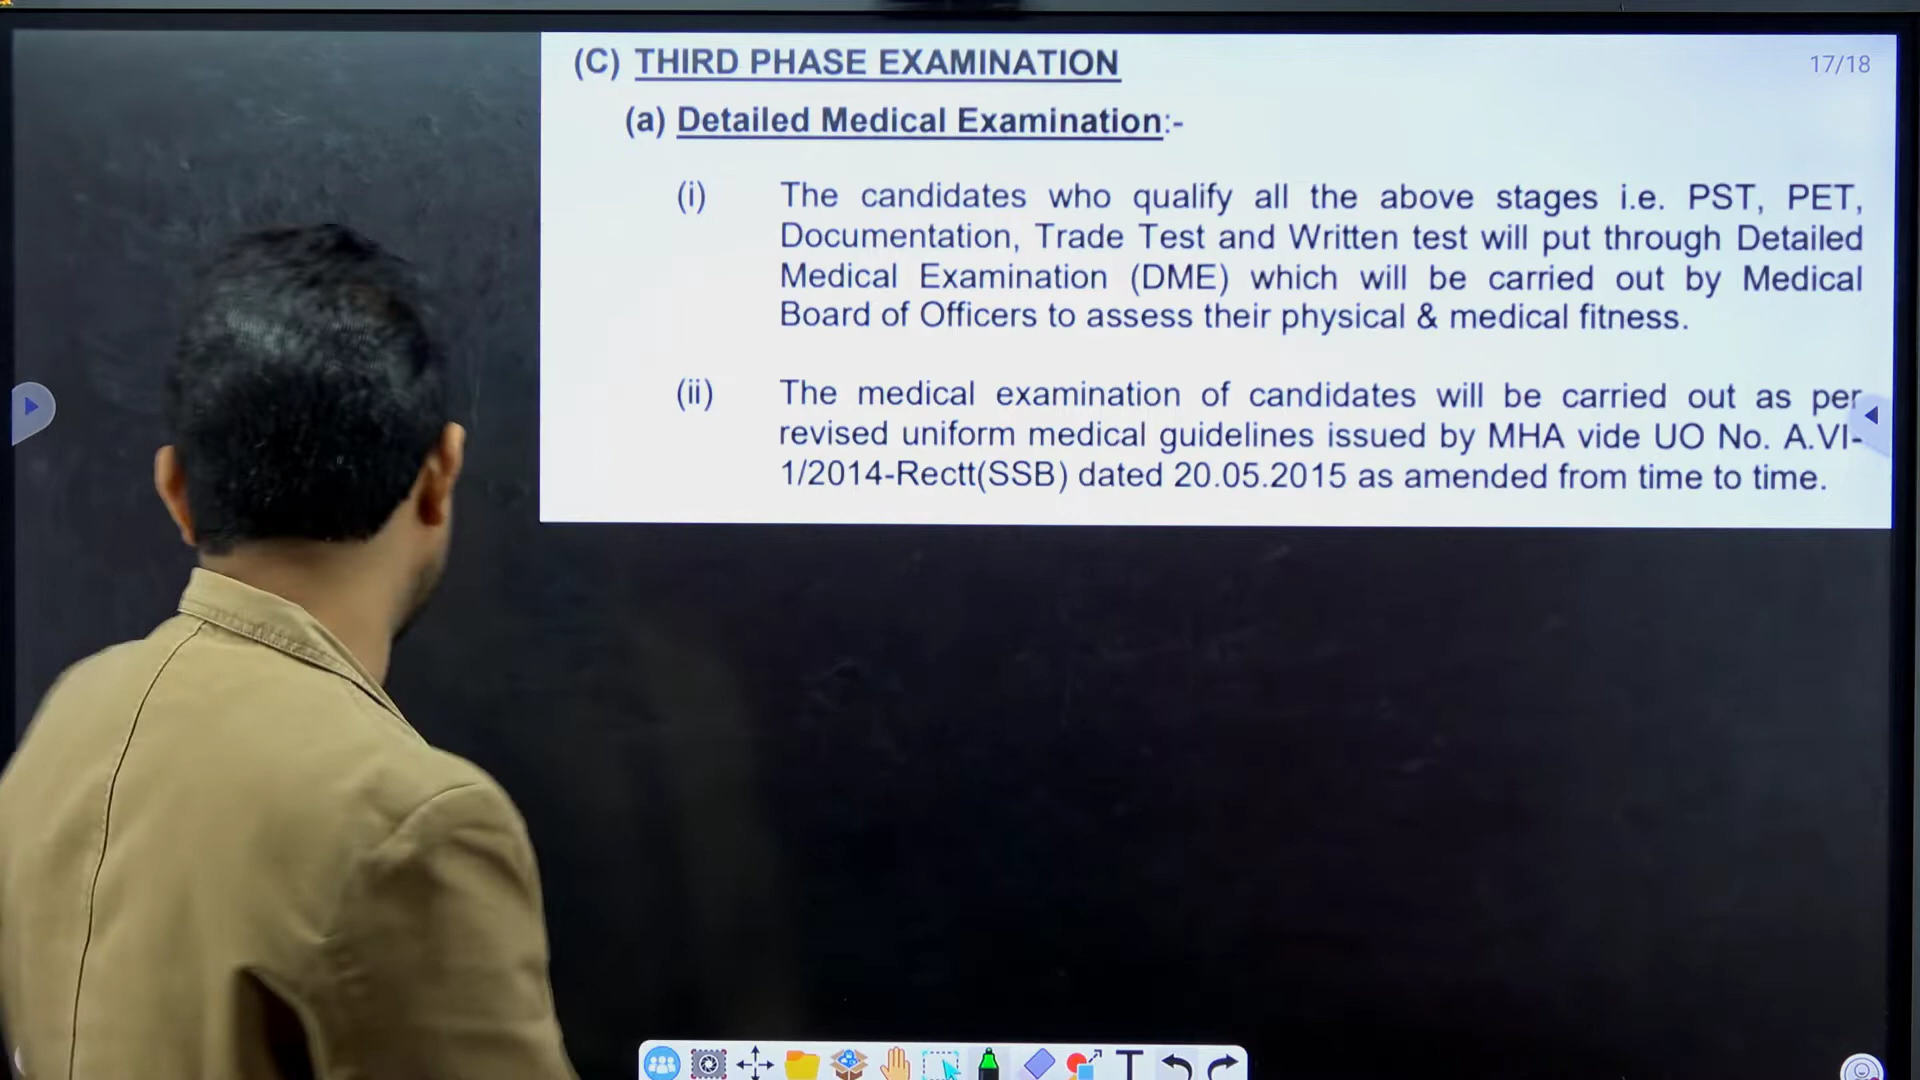 (C) THIRD PHASE EXAMINATION
17/18
(a) Detailed Medical Examination:-
(i) The candidates who qualify all the above stages i.e. PST, PET,
Documentation, Trade Test and Written test will put through Detailed
Medical Examination (DME) which will be carried out by Medical
Board of Officers to assess their physical & medical fitness.
(ii) The medical examination of candidates will be carried out as per
revised uniform medical guidelines issued by MHA vide UO No. A.VI-
1/2014-Rectt(SSB) dated 20.05.2015 as amended from time to time.